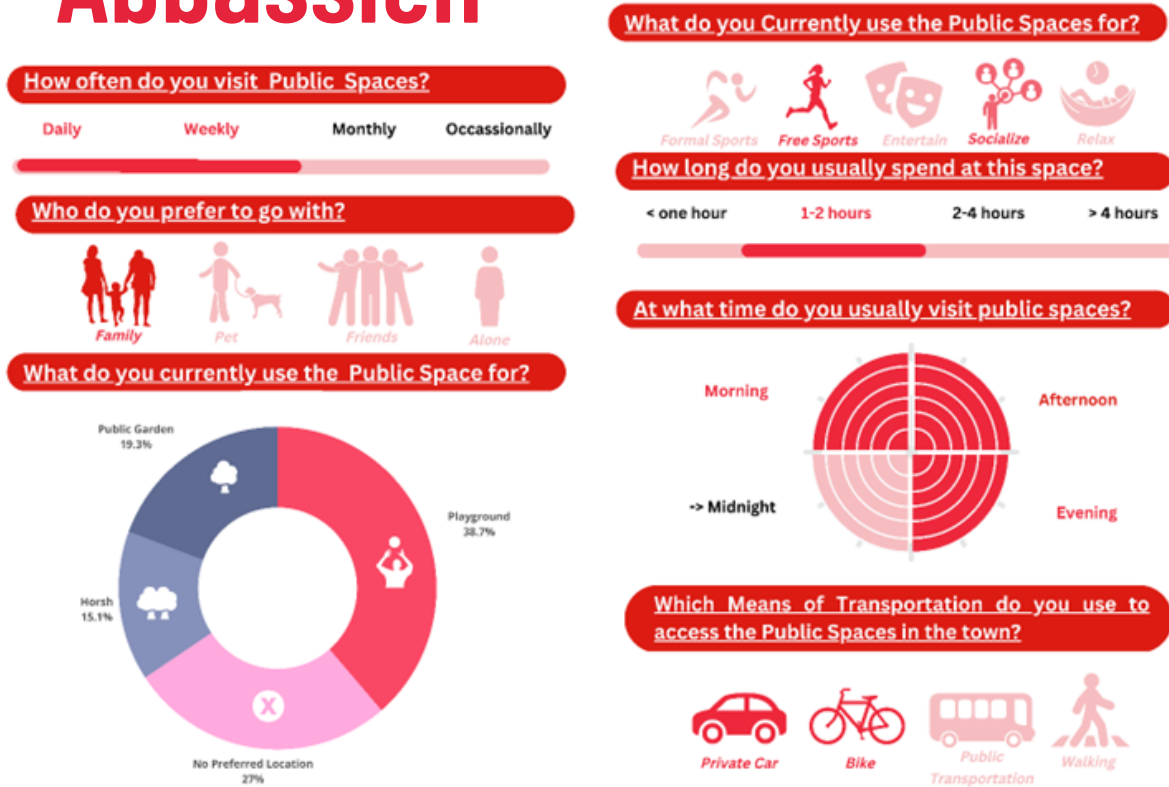 Abbassieh
How often do you visit Public Spaces?
Daily Weekly Monthly Occassionally
Who do you prefer to go with?
Family Pet Friends Alone
What do you currently use the Public Space for?
Public Garden
19.3%
Playground
38.7%
Horsh
15.1%
X
No Preferred Location
27%
What do you Currently use the Public Spaces for?
Formal Sports Free Sports Entertain Socialize Relax
How long do you usually spend at this space?
< one hour 1-2 hours 2-4 hours > 4 hours
At what time do you usually visit public spaces?
Morning
Afternoon
-> Midnight
Evening
Which Means of Transportation do you use to
access the Public Spaces in the town?
Private Car Bike Public
Transportation
Walking